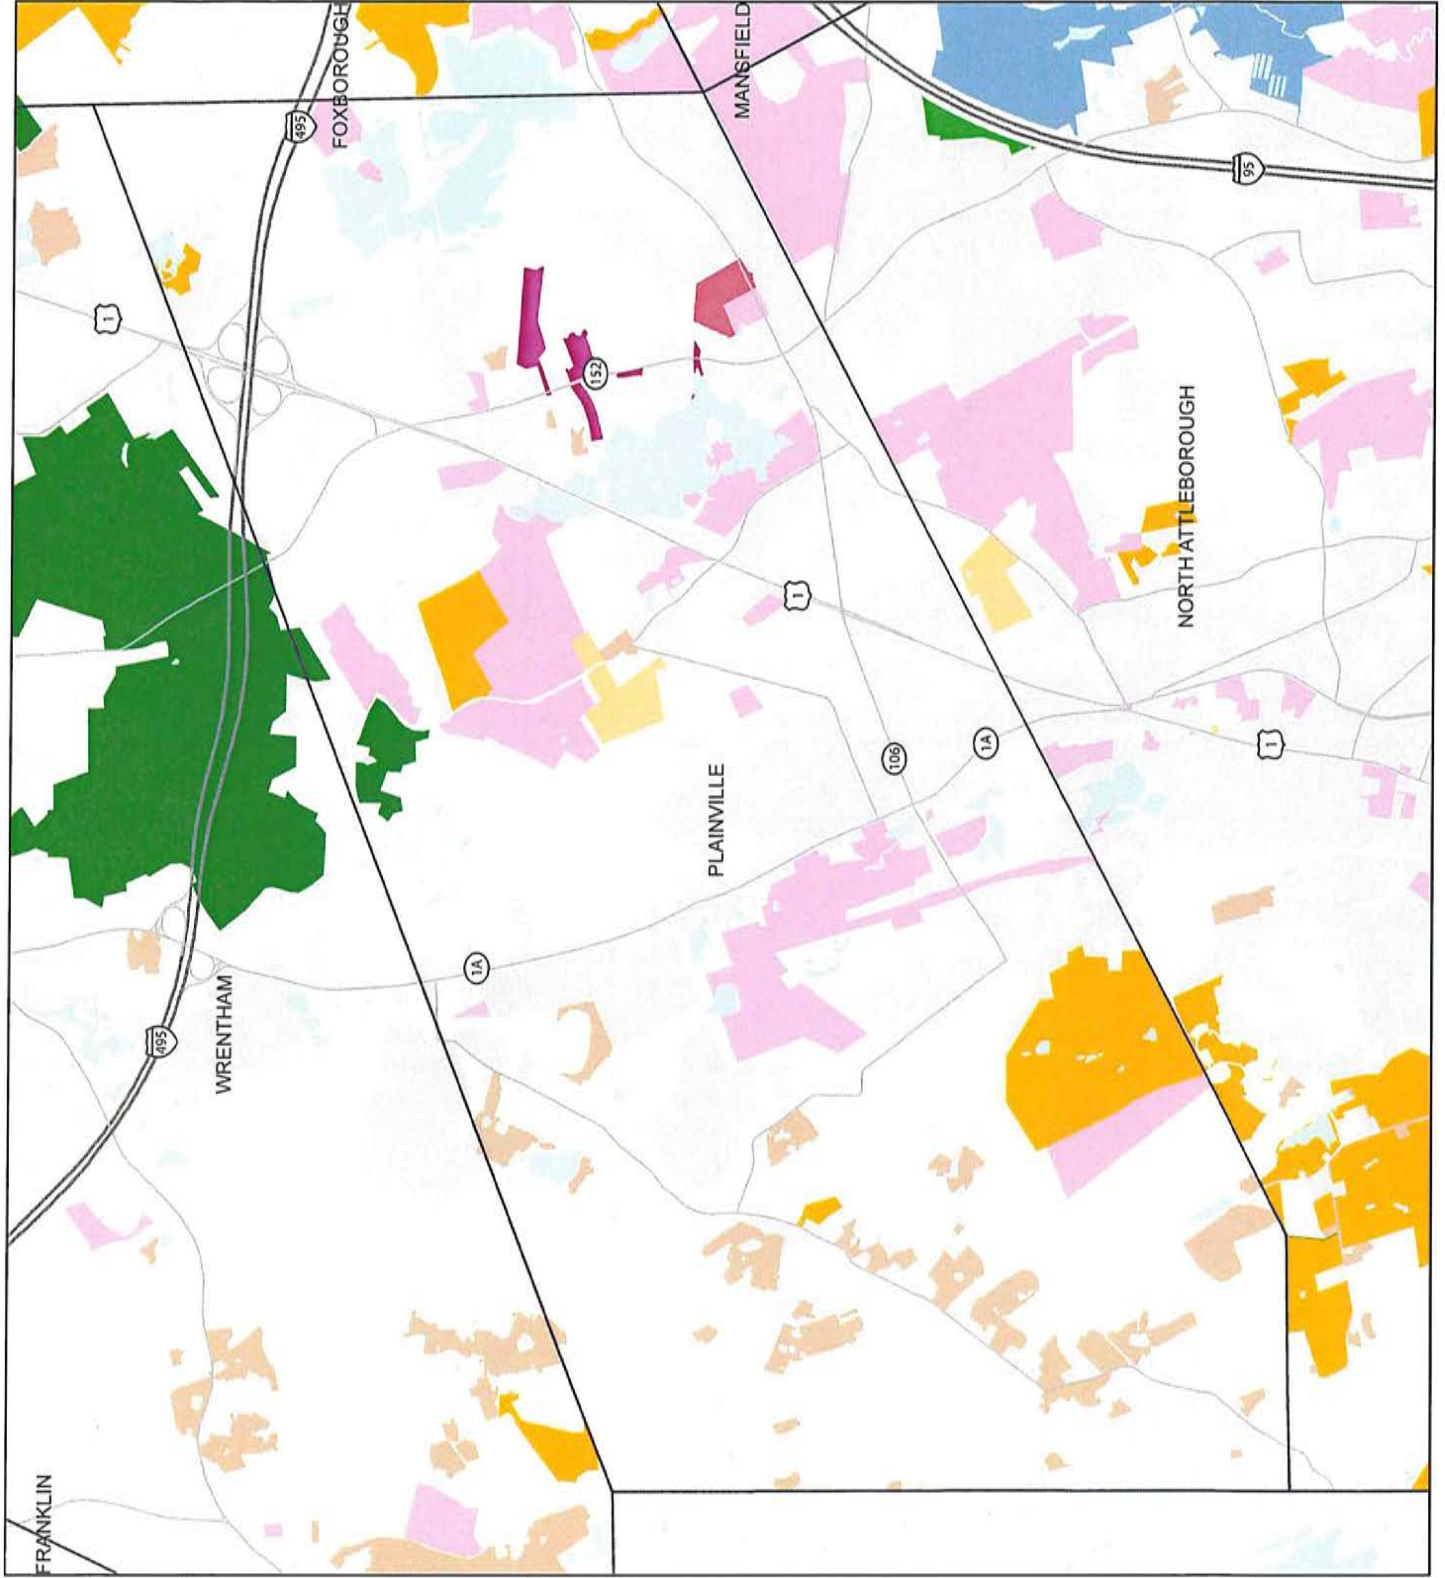 FOXBOROUGH
MANSFIELD
495
95
1
152
NORTH ATTLEBOROUGH
1
PLAINVILLE
106
1A
1
1A
WRENTHAM
495
FRANKLIN